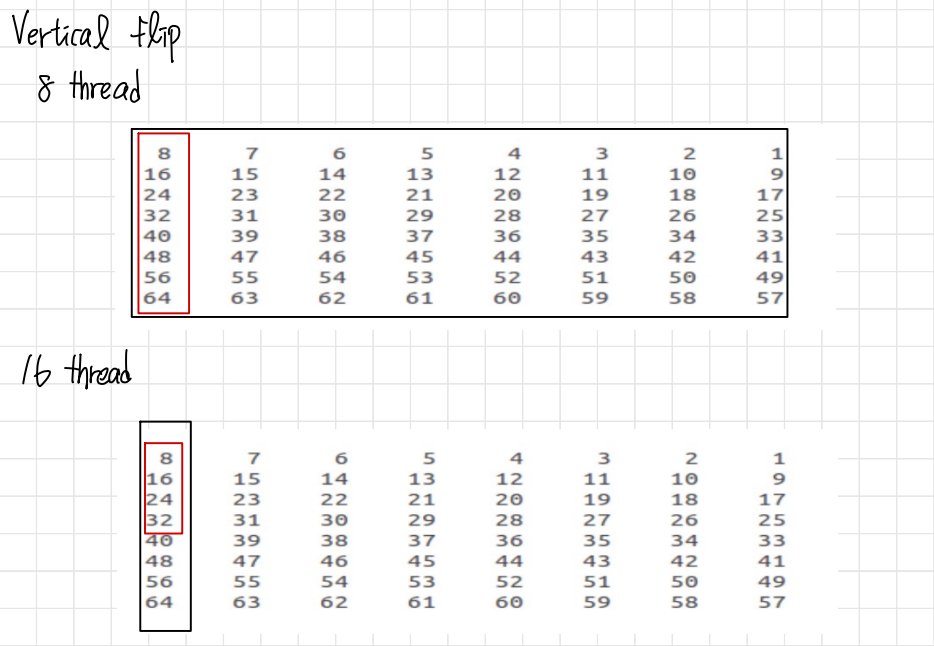 Vertical flip
8 thread
8 7 6 5 4 3 2 1
16 15 14 13 12 11 10 9
24 23 22 21 20 19 18 17
32 31 30 29 28 27 26 25
40 39 38 37 36 35 34 33
48 47 46 45 44 43 42 41
56 55 54 53 52 51 50 49
64 63 62 61 60 59 58 57
16 thread
8 7 6 5 4 3 2 1
16 15 14 13 12 11 10 9
24 23 22 21 20 19 18 17
32 31 30 29 28 27 26 25
40 39 38 37 36 35 34 33
48 47 46 45 44 43 42 41
56 55 54 53 52 51 50 49
64 63 62 61 60 59 58 57